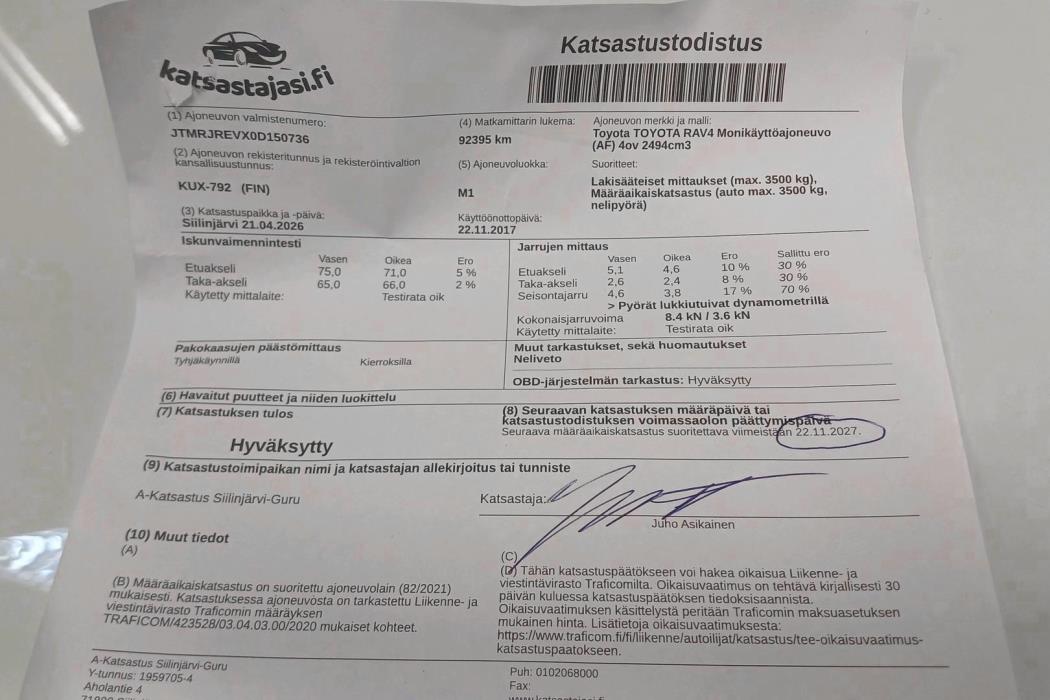 katsastajasi.fi
Katsastustodistus
(1) Ajoneuvon valmistenumero:
JTMRJREVX0D150736
(4) Matkamittarin lukema:
92395 km
Ajoneuvon merkki ja malli:
Toyota TOYOTA RAV4 Monikäyttöajoneuvo
(AF) 4ov 2494cm3
(2) Ajoneuvon rekisteritunnus ja rekisteröintivaltion
kansallisuustunnus:
KUX-792 (FIN)
(5) Ajoneuvoluokka:
M1
Suoritteet:
Lakisääteiset mittaukset (max. 3500 kg),
Määräaikaiskatsastus (auto max. 3500 kg,
nelipyörä)
(3) Katsastuspaikka ja -päivä:
Siilinjärvi 21.04.2026
Käyttöönottopäivä:
22.11.2017
Iskunvaimennintesti
Vasen Oikea Ero
Etuakseli 75,0 71,0 5 %
Taka-akseli 65,0 66,0 2 %
Käytetty mittalaite: Testirata oik
Jarrujen mittaus
Vasen Oikea Ero Sallittu ero
Etuakseli 5,1 4,6 10 % 30 %
Taka-akseli 2,6 2,4 8 % 30 %
Seisontajarru 4,6 3,8 17 % 70 %
> Pyörät lukkiutuivat dynamometrillä
Kokonaisjarruvoima 8.4 kN / 3.6 kN
Käytetty mittalaite: Testirata oik
Pakokaasujen päästömittaus
Tyhjäkäynnillä Kierroksilla
Muut tarkastukset, sekä huomautukset
Neliveto
OBD-järjestelmän tarkastus: Hyväksytty
(6) Havaitut puutteet ja niiden luokittelu
(7) Katsastuksen tulos
Hyväksytty
(8) Seuraavan katsastuksen määräpäivä tai
katsastustodistuksen voimassaolon päättymispäivä
Seuraava määräaikaiskatsastus suoritettava viimeistään 22.11.2027.
(9) Katsastustoimipaikan nimi ja katsastajan allekirjoitus tai tunniste
A-Katsastus Siilinjärvi-Guru
Katsastaja:
Juho Asikainen
(10) Muut tiedot
(A)
(B) Määräaikaiskatsastus on suoritettu ajoneuvolain (82/2021)
mukaisesti. Katsastuksessa ajoneuvosta on tarkastettu Liikenne- ja
viestintävirasto Traficomin määräyksen
TRAFICOM/423528/03.04.03.00/2020 mukaiset kohteet.
(C)
(D) Tähän katsastuspäätökseen voi hakea oikaisua Liikenne- ja
viestintävirasto Traficomilta. Oikaisuvaatimus on tehtävä kirjallisesti 30
päivän kuluessa katsastuspäätöksen tiedoksisaannista.
Oikaisuvaatimuksen käsittelystä peritään Traficomin maksuasetuksen
mukainen hinta. Lisätietoja oikaisuvaatimuksesta:
https://www.traficom.fi/fi/liikenne/autoilijat/katsastus/tee-oikaisuvaatimus-
katsastuspaatokseen.
A-Katsastus Siilinjärvi-Guru
Y-tunnus: 1959705-4
Aholantie 4
Puh: 0102068000
Fax: